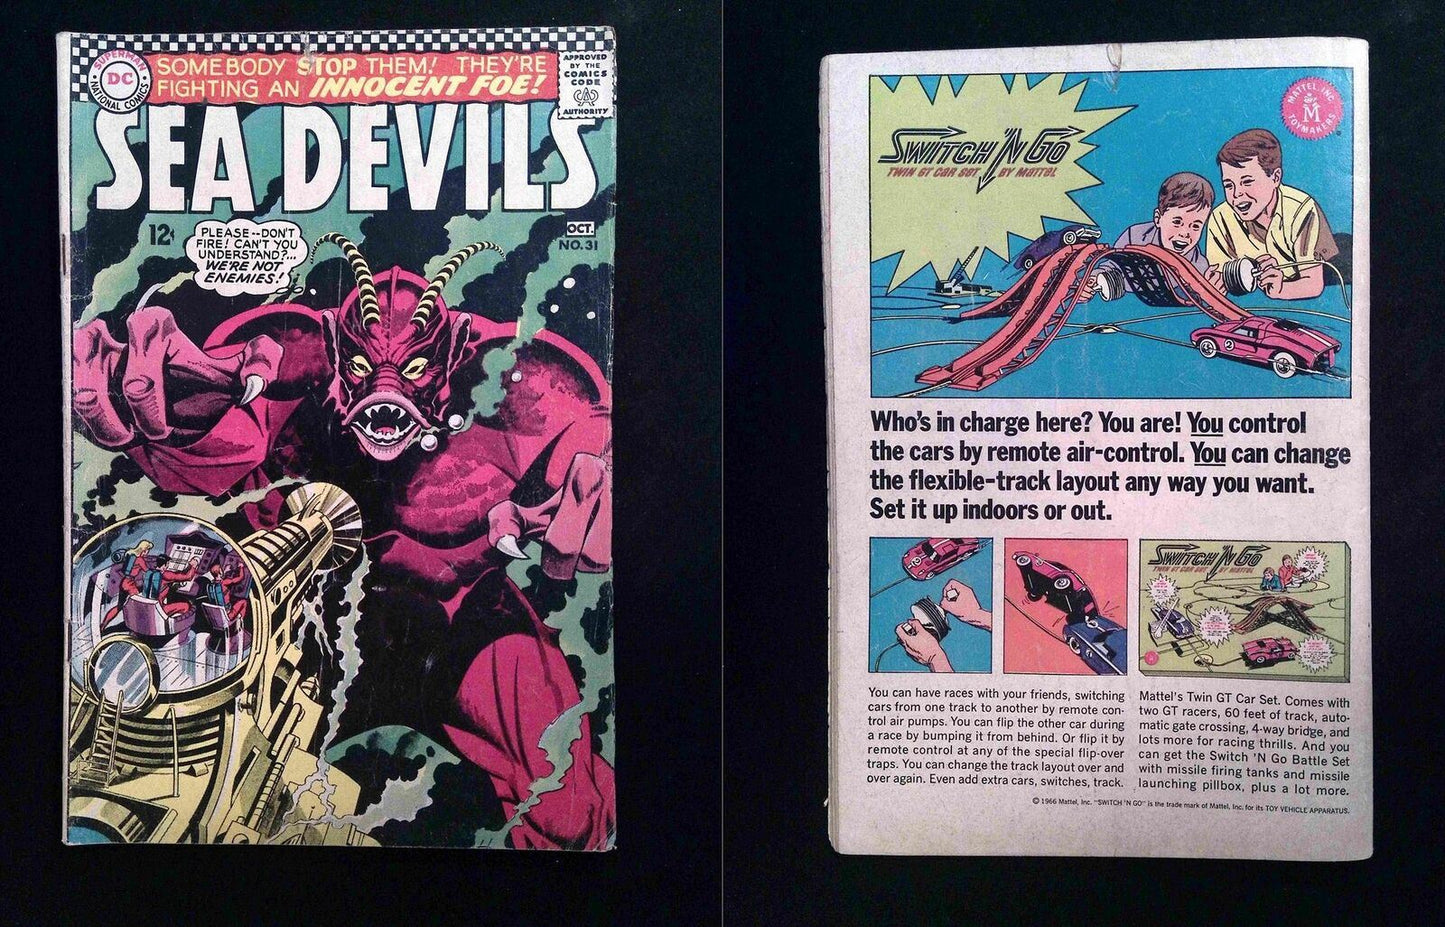 SUPERMAN
DC
NATIONAL COMICS
SOMEBODY STOP THEM! THEY'RE
FIGHTING AN INNOCENT FOE!
APPROVED
BY THE
COMICS
CODE
CA
AUTHORITY
SEA DEVILS
12¢
OCT.
NO. 31
PLEASE--DON'T
FIRE! CAN'T YOU
UNDERSTAND?...
WE'RE NOT
ENEMIES!
MATTEL, INC.
M
TOYMAKERS
SWITCH 'N GO
TWIN GT CAR SET BY MATTEL
2
Who's in charge here? You are! You control
the cars by remote air-control. You can change
the flexible-track layout any way you want.
Set it up indoors or out.
SWITCH 'N GO
TWIN GT CAR SET BY MATTEL
You can have races with your friends, switching
cars from one track to another by remote con-
trol air pumps. You can flip the other car during
a race by bumping it from behind. Or flip it by
remote control at any of the special flip-over
traps. You can change the track layout over and
over again. Even add extra cars, switches, track.
Mattel's Twin GT Car Set. Comes with
two GT racers, 60 feet of track, auto-
matic gate crossing, 4-way bridge, and
lots more for racing thrills. And you
can get the Switch 'N Go Battle Set
with missile firing tanks and missile
launching pillbox, plus a lot more.
© 1966 Mattel, Inc. "SWITCH 'N GO" is the trade mark of Mattel, Inc. for its TOY VEHICLE APPARATUS.